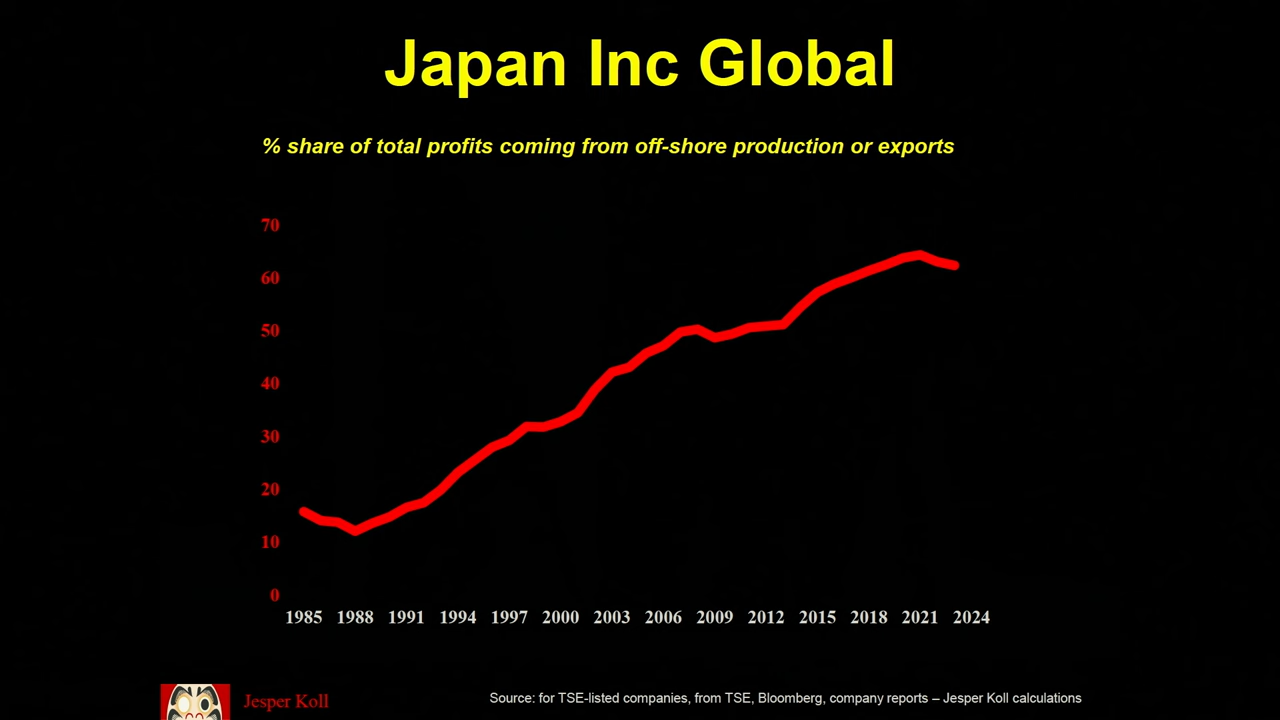 Japan Inc Global
% share of total profits coming from off-shore production or exports
70
60
50
40
30
20
10
0
1985 1988 1991 1994 1997 2000 2003 2006 2009 2012 2015 2018 2021 2024
Jesper Koll
Source: for TSE-listed companies, from TSE, Bloomberg, company reports – Jesper Koll calculations